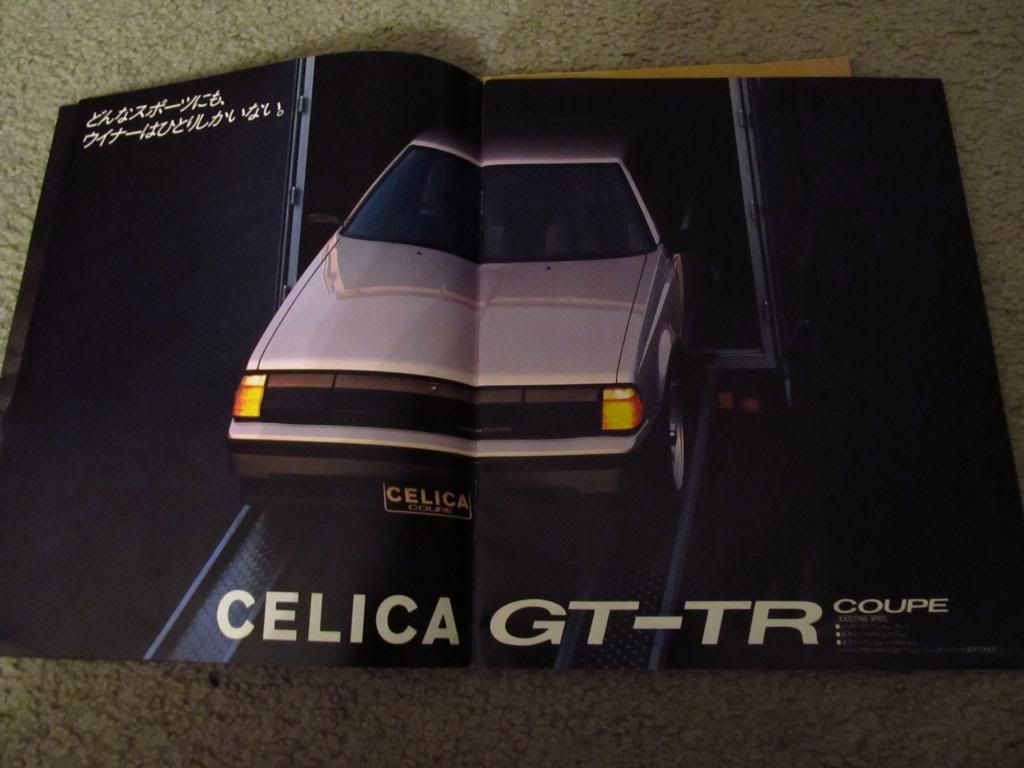 どんなスポーツにも、
ウイナーはひとりしかいない。
CELICA
COUPE
CELICA GT-TR COUPE
EXCITING SPEC.